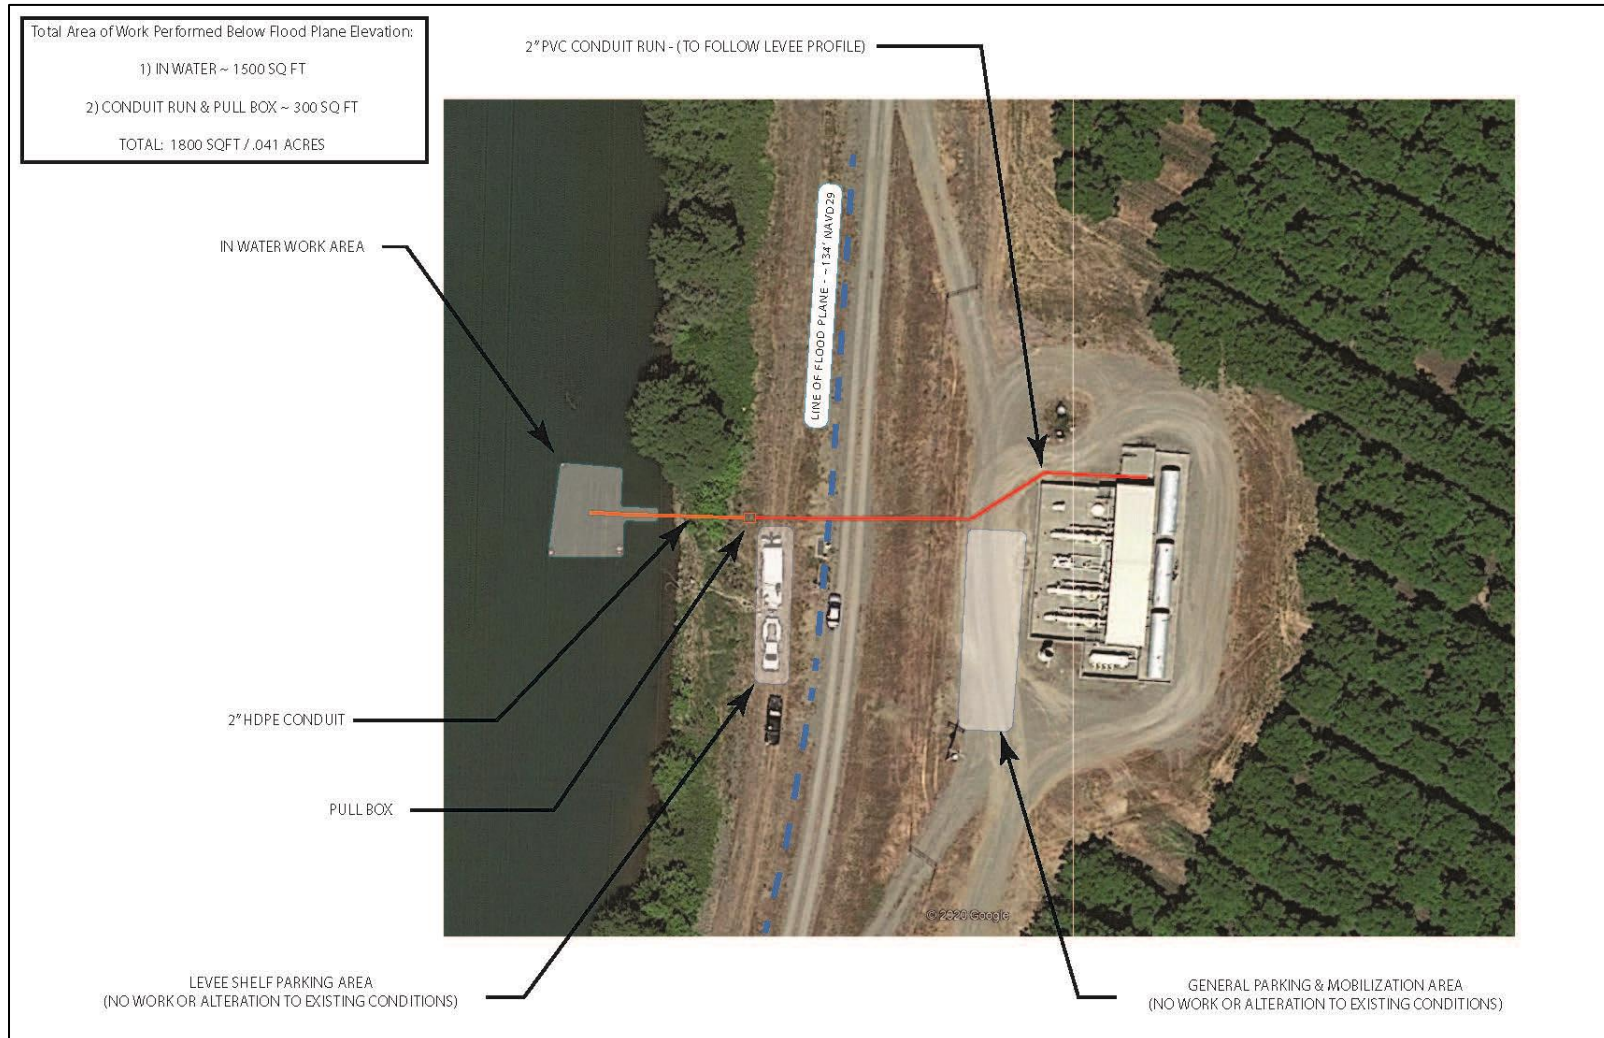 Total Area of Work Performed Below Flood Plane Elevation:
1) IN WATER ~ 1500 SQ FT
2) CONDUIT RUN & PULL BOX ~ 300 SQ FT
TOTAL: 1800 SQFT / .041 ACRES
2" PVC CONDUIT RUN - (TO FOLLOW LEVEE PROFILE)
IN WATER WORK AREA
LINE OF FLOOD PLANE - ~134' NAVD29
2" HDPE CONDUIT
PULL BOX
© 2020 Google
LEVEE SHELF PARKING AREA
(NO WORK OR ALTERATION TO EXISTING CONDITIONS)
GENERAL PARKING & MOBILIZATION AREA
(NO WORK OR ALTERATION TO EXISTING CONDITIONS)